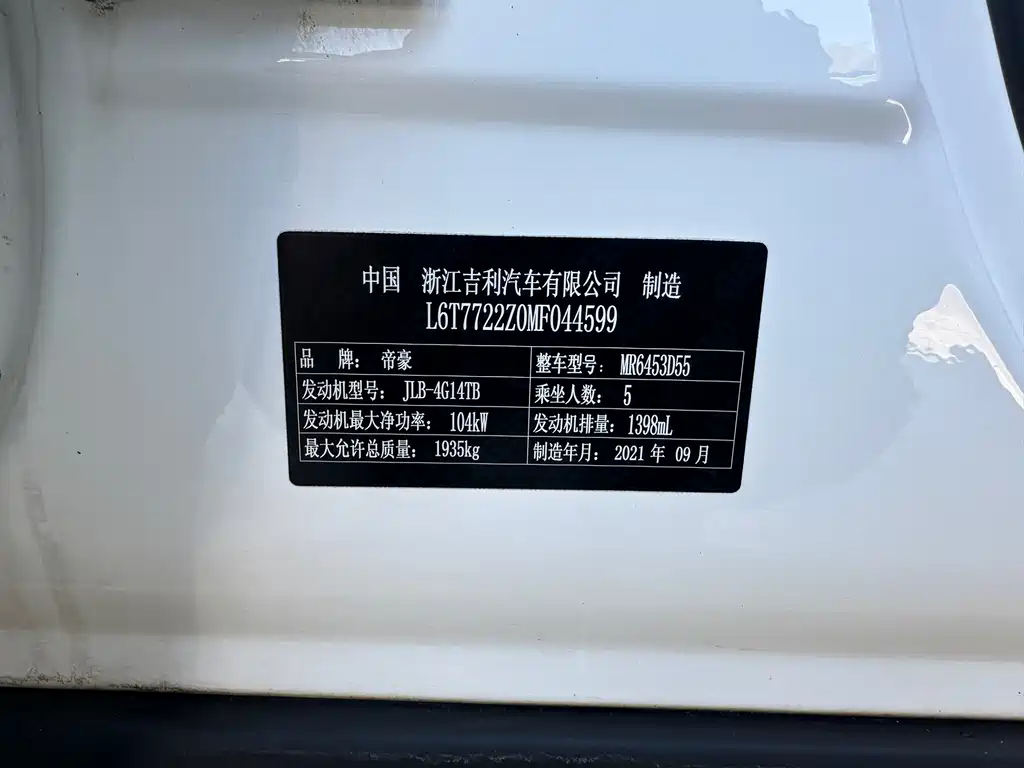 中国 浙江吉利汽车有限公司 制造
L6T7722Z0MF044599
品 牌： 帝豪 整车型号： MR6453D55
发动机型号： JLB-4G14TB 乘坐人数： 5
发动机最大净功率： 104kW 发动机排量： 1398mL
最大允许总质量： 1935kg 制造年月： 2021 年 09 月